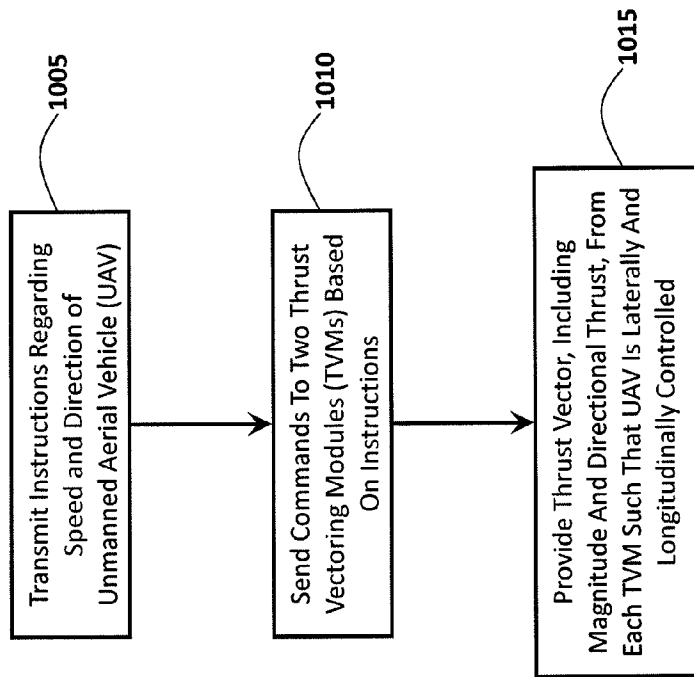 Transmit Instructions Regarding
Speed and Direction of
Unmanned Aerial Vehicle (UAV)
1005
Send Commands To Two Thrust
Vectoring Modules (TVMs) Based
On Instructions
1010
Provide Thrust Vector, Including
Magnitude And Directional Thrust, From
Each TVM Such That UAV Is Laterally And
Longitudinally Controlled
1015